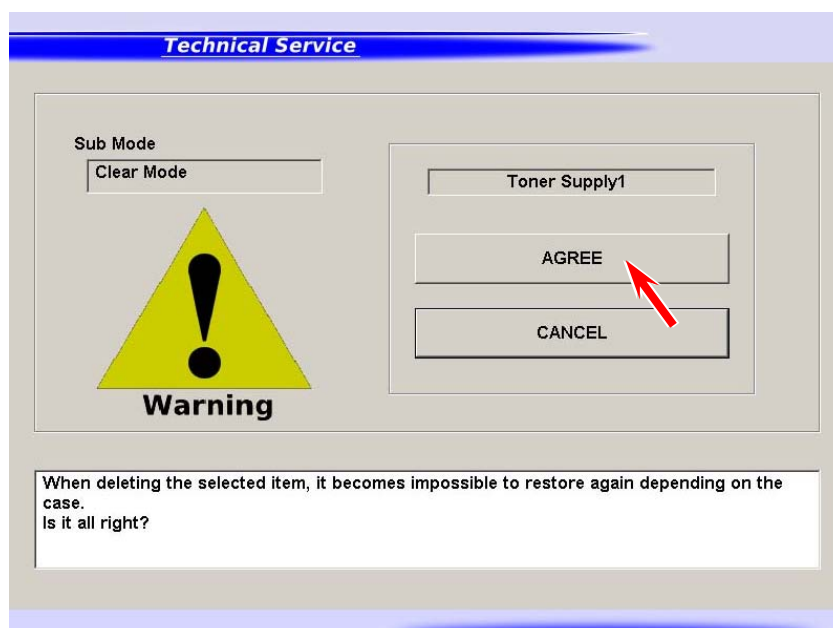 Technical Service
Sub Mode
Clear Mode
Warning
Toner Supply1
AGREE
CANCEL
When deleting the selected item, it becomes impossible to restore again depending on the
case.
Is it all right?